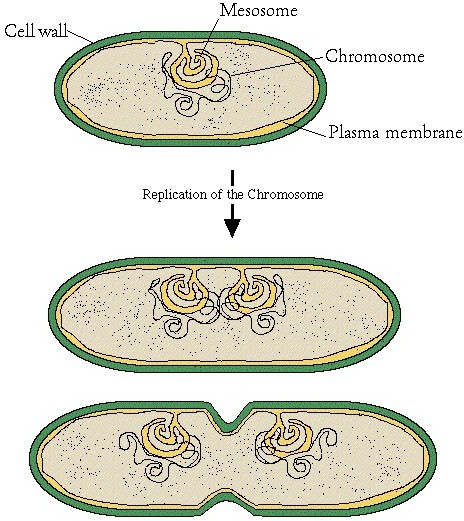 Mesosome
Cell wall
Chromosome
Plasma membrane
Replication of the Chromosome